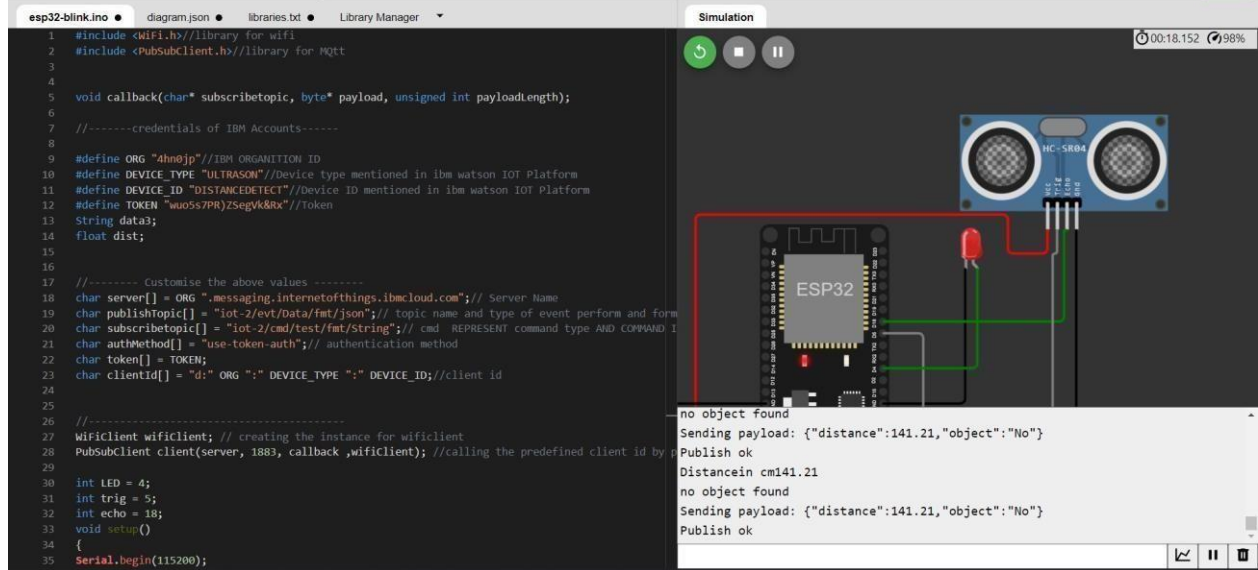 esp32-blink.ino ● diagram.json ● libraries.txt ● Library Manager ▼
1 #include <WiFi.h>//library for wifi
2 #include <PubSubClient.h>//library for MQtt
3
4
5 void callback(char* subscribetopic, byte* payload, unsigned int payloadLength);
6
7 //-------credentials of IBM Accounts------
8
9 #define ORG "4hn0jp"//IBM ORGANITION ID
10 #define DEVICE_TYPE "ULTRASON"//Device type mentioned in ibm watson IOT Platform
11 #define DEVICE_ID "DISTANCEDETECT"//Device ID mentioned in ibm watson IOT Platform
12 #define TOKEN "wuo5s7PR)ZSegVk&Rx"//Token
13 String data3;
14 float dist;
15
16
17 //-------- Customise the above values --------
18 char server[] = ORG ".messaging.internetofthings.ibmcloud.com";// Server Name
19 char publishTopic[] = "iot-2/evt/Data/fmt/json";// topic name and type of event perform and form
20 char subscribetopic[] = "iot-2/cmd/test/fmt/String";// cmd REPRESENT command type AND COMMAND I
21 char authMethod[] = "use-token-auth";// authentication method
22 char token[] = TOKEN;
23 char clientId[] = "d:" ORG ":" DEVICE_TYPE ":" DEVICE_ID;//client id
24
25
26 //-----------------------------------------
27 WiFiClient wifiClient; // creating the instance for wificlient
28 PubSubClient client(server, 1883, callback ,wifiClient); //calling the predefined client id by p
29
30 int LED = 4;
31 int trig = 5;
32 int echo = 18;
33 void setup()
34 {
35 Serial.begin(115200);
Simulation
00:18.152 98%
HC-SR04
Vcc
Trig
Echo
Gnd
ESP32
no object found
Sending payload: {"distance":141.21,"object":"No"}
Publish ok
Distancein cm141.21
no object found
Sending payload: {"distance":141.21,"object":"No"}
Publish ok